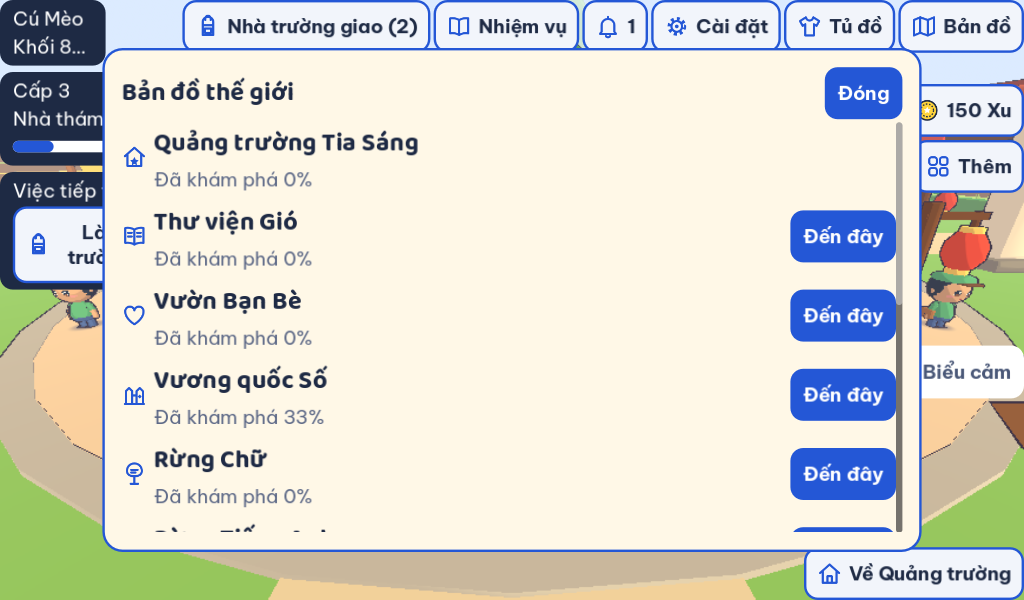 Cú Mèo
Khối 8...
Nhà trường giao (2)
Nhiệm vụ
1
Cài đặt
Tủ đồ
Bản đồ
Cấp 3
Nhà thám
Việc tiếp
150 Xu
Thêm
Biểu cảm
Về Quảng trường
Bản đồ thế giới
Đóng
Quảng trường Tia Sáng
Đã khám phá 0%
Thư viện Gió
Đã khám phá 0%
Đến đây
Vườn Bạn Bè
Đã khám phá 0%
Đến đây
Vương quốc Số
Đã khám phá 33%
Đến đây
Rừng Chữ
Đã khám phá 0%
Đến đây